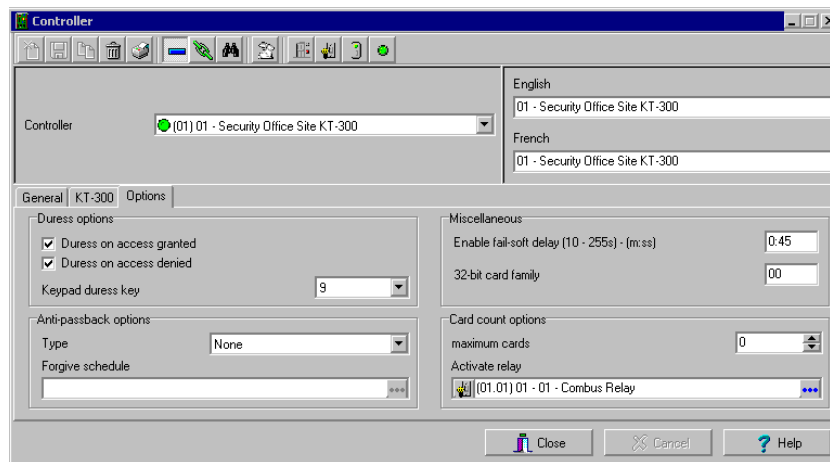 Controller
English
01 - Security Office Site KT-300
Controller
(01) 01 - Security Office Site KT-300
French
01 - Security Office Site KT-300
General KT-300 Options
Duress options
Duress on access granted
Duress on access denied
Keypad duress key 9
Miscellaneous
Enable fail-soft delay (10 - 255s) - (m:ss) 0:45
32-bit card family 00
Anti-passback options
Type None
Forgive schedule
Card count options
maximum cards 0
Activate relay
(01.01) 01 - 01 - Combus Relay
Close Cancel Help